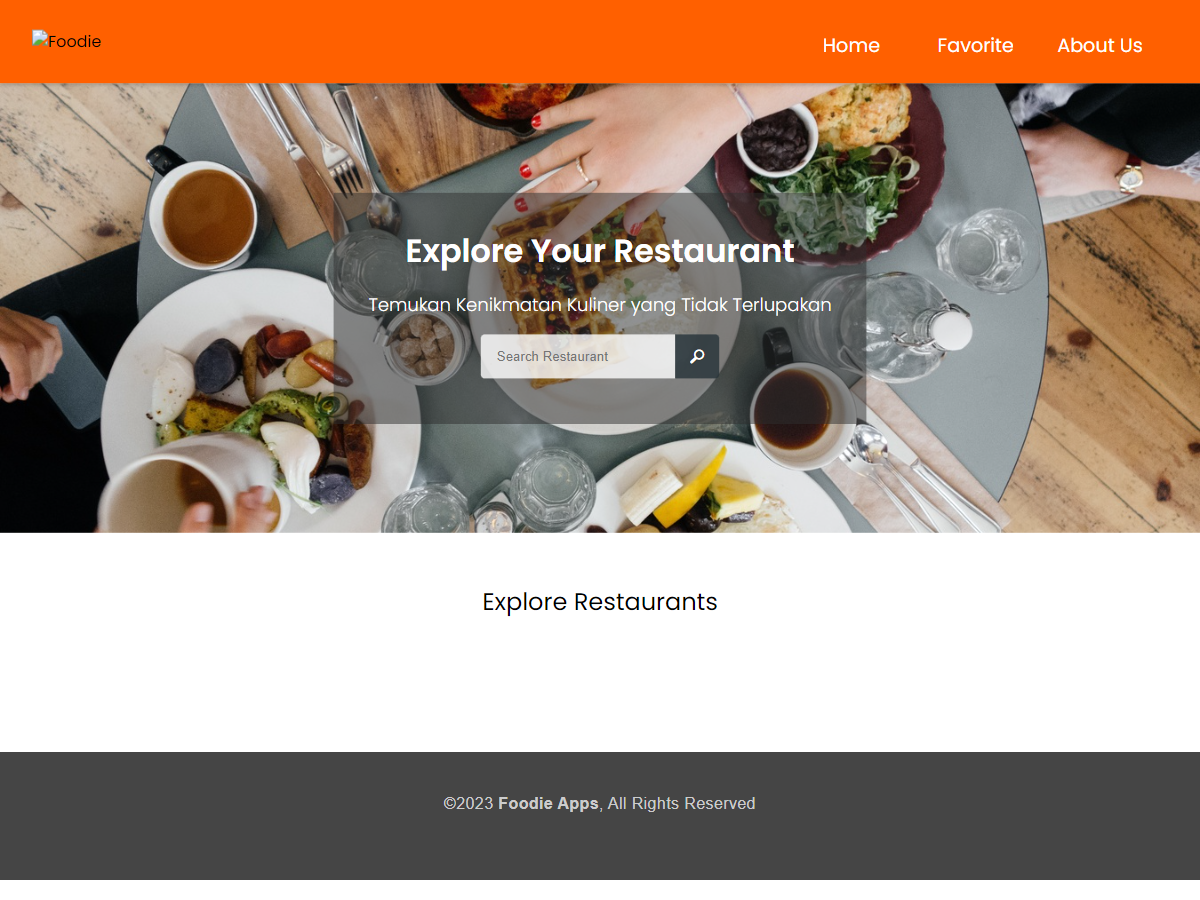 Foodie
Home Favorite About Us
Explore Your Restaurant
Temukan Kenikmatan Kuliner yang Tidak Terlupakan
Search Restaurant
Explore Restaurants
©2023 Foodie Apps, All Rights Reserved